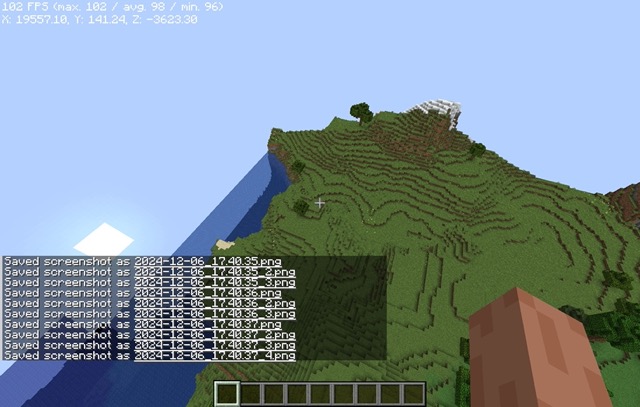 102 FPS (max. 102 / avg. 98 / min. 96)
X: 19557.10, Y: 141.24, Z: -3623.30
Saved screenshot as 2024-12-06_17.40.35.png
Saved screenshot as 2024-12-06_17.40.35_2.png
Saved screenshot as 2024-12-06_17.40.35_3.png
Saved screenshot as 2024-12-06_17.40.36.png
Saved screenshot as 2024-12-06_17.40.36_2.png
Saved screenshot as 2024-12-06_17.40.36_3.png
Saved screenshot as 2024-12-06_17.40.37.png
Saved screenshot as 2024-12-06_17.40.37_2.png
Saved screenshot as 2024-12-06_17.40.37_3.png
Saved screenshot as 2024-12-06_17.40.37_4.png